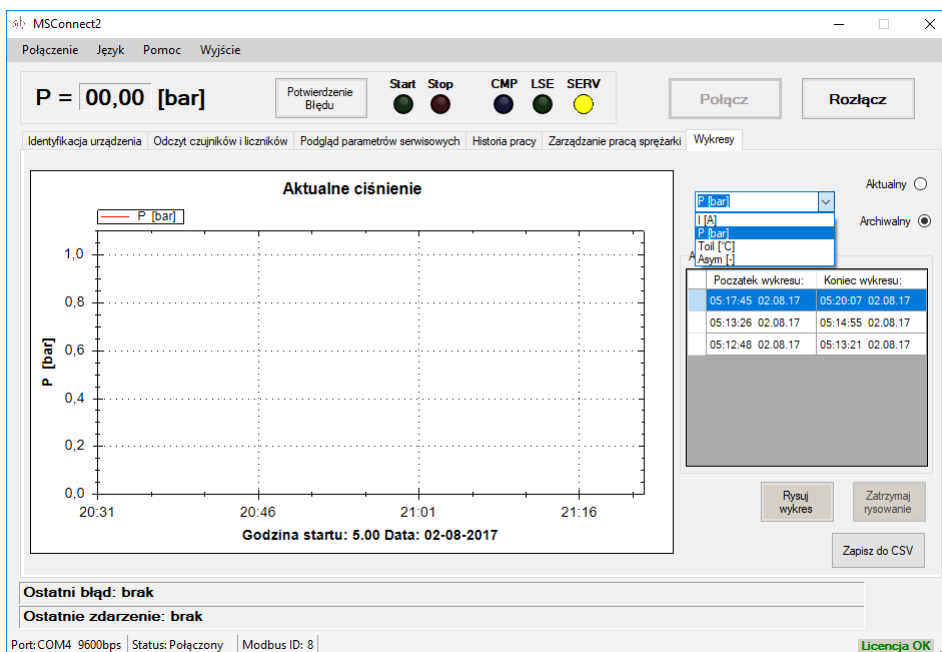 MSConnect2
Połączenie Język Pomoc Wyjście
P = 00,00 [bar]
Potwierdzenie
Błędu
Start Stop CMP LSE SERV
Połącz
Rozłącz
Identyfikacja urządzenia Odczyt czujników i liczników Podgląd parametrów serwisowych Historia pracy Zarządzanie pracą sprężarki Wykresy
Aktualne ciśnienie
P [bar]
1,0
0,8
0,6
0,4
0,2
0,0
P [bar]
20:31 20:46 21:01 21:16
Godzina startu: 5.00 Data: 02-08-2017
Aktualny
Archiwalny
P [bar]
I [A]
P [bar]
Toil [°C]
Asym [-]
Początek wykresu: Koniec wykresu:
05:17:45 02.08.17 05:20:07 02.08.17
05:13:26 02.08.17 05:14:55 02.08.17
05:12:48 02.08.17 05:13:21 02.08.17
Rysuj
wykres
Zatrzymaj
rysowanie
Zapisz do CSV
Ostatni błąd: brak
Ostatnie zdarzenie: brak
Port: COM4 9600bps Status: Połączony Modbus ID: 8 Licencja OK